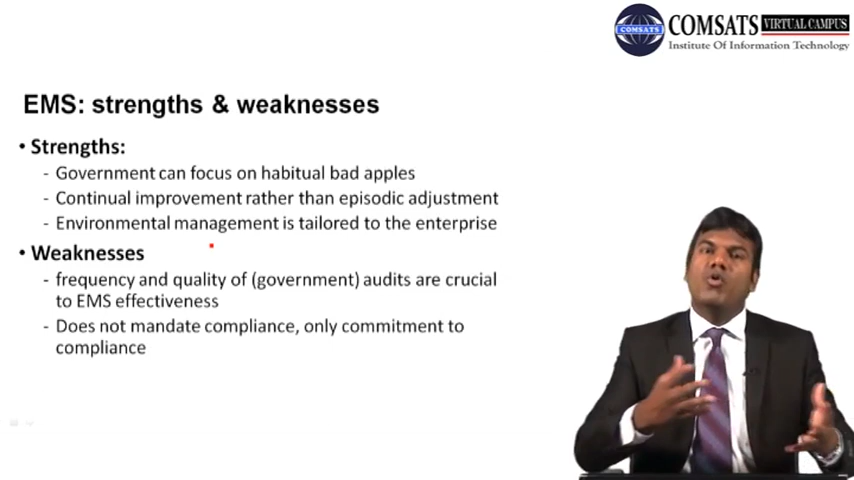 COMSATS VIRTUAL CAMPUS
COMSATS
Institute Of Information Technology
EMS: strengths & weaknesses
• Strengths:
- Government can focus on habitual bad apples
- Continual improvement rather than episodic adjustment
- Environmental management is tailored to the enterprise
• Weaknesses
- frequency and quality of (government) audits are crucial
to EMS effectiveness
- Does not mandate compliance, only commitment to
compliance